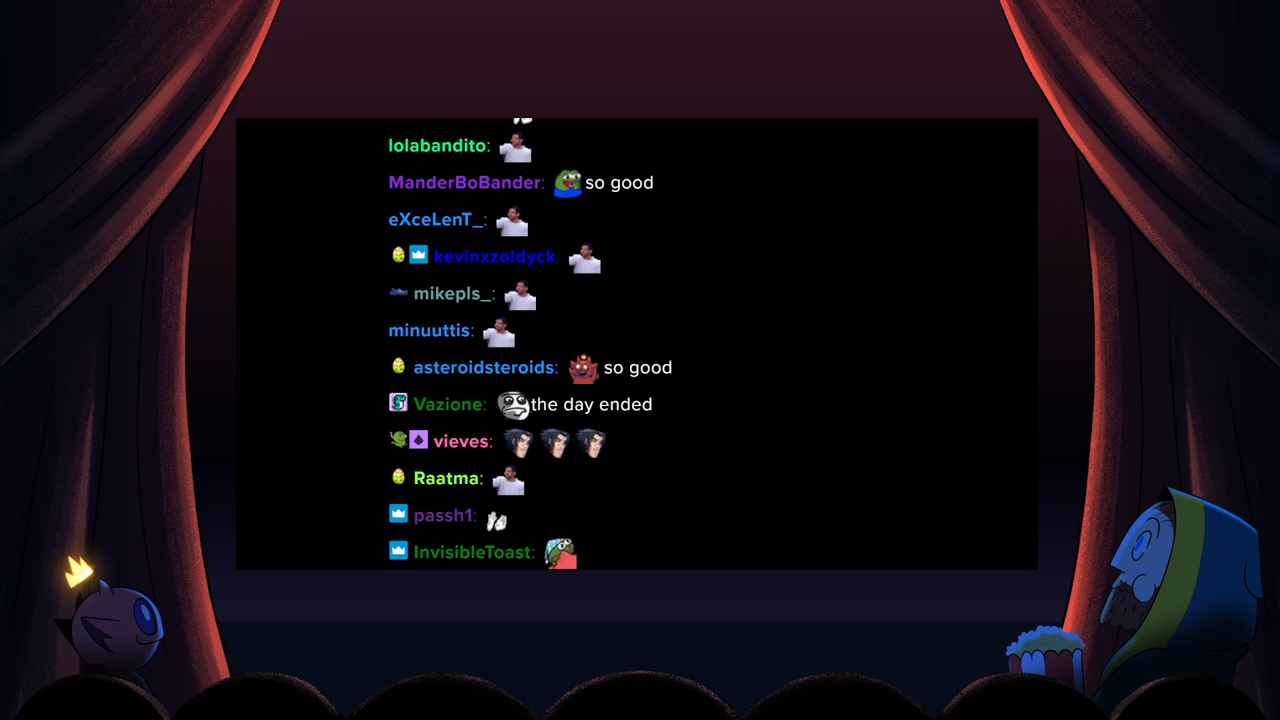 lolabandito:
ManderBoBander: so good
eXceLenT_:
kevinxzoldyck:
mikepls_:
minuuttis:
asteroidsteroids: so good
Vazione: the day ended
vieves:
Raatma:
passh1:
InvisibleToast: